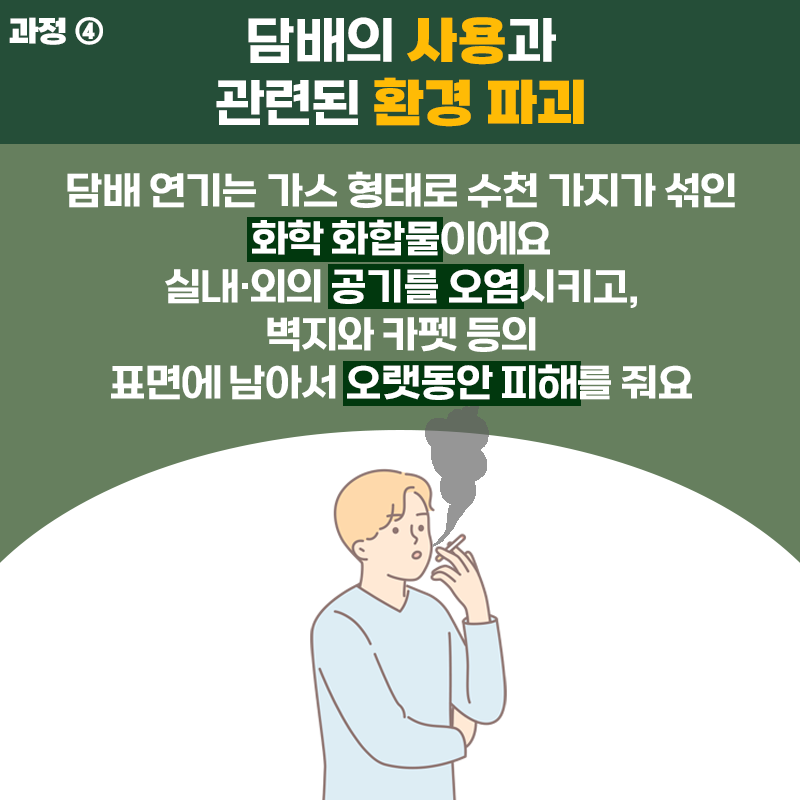 과정 ④
담배의 사용과
관련된 환경 파괴
담배 연기는 가스 형태로 수천 가지가 섞인
화학 화합물이에요
실내·외의 공기를 오염시키고,
벽지와 카펫 등의
표면에 남아서 오랫동안 피해를 줘요